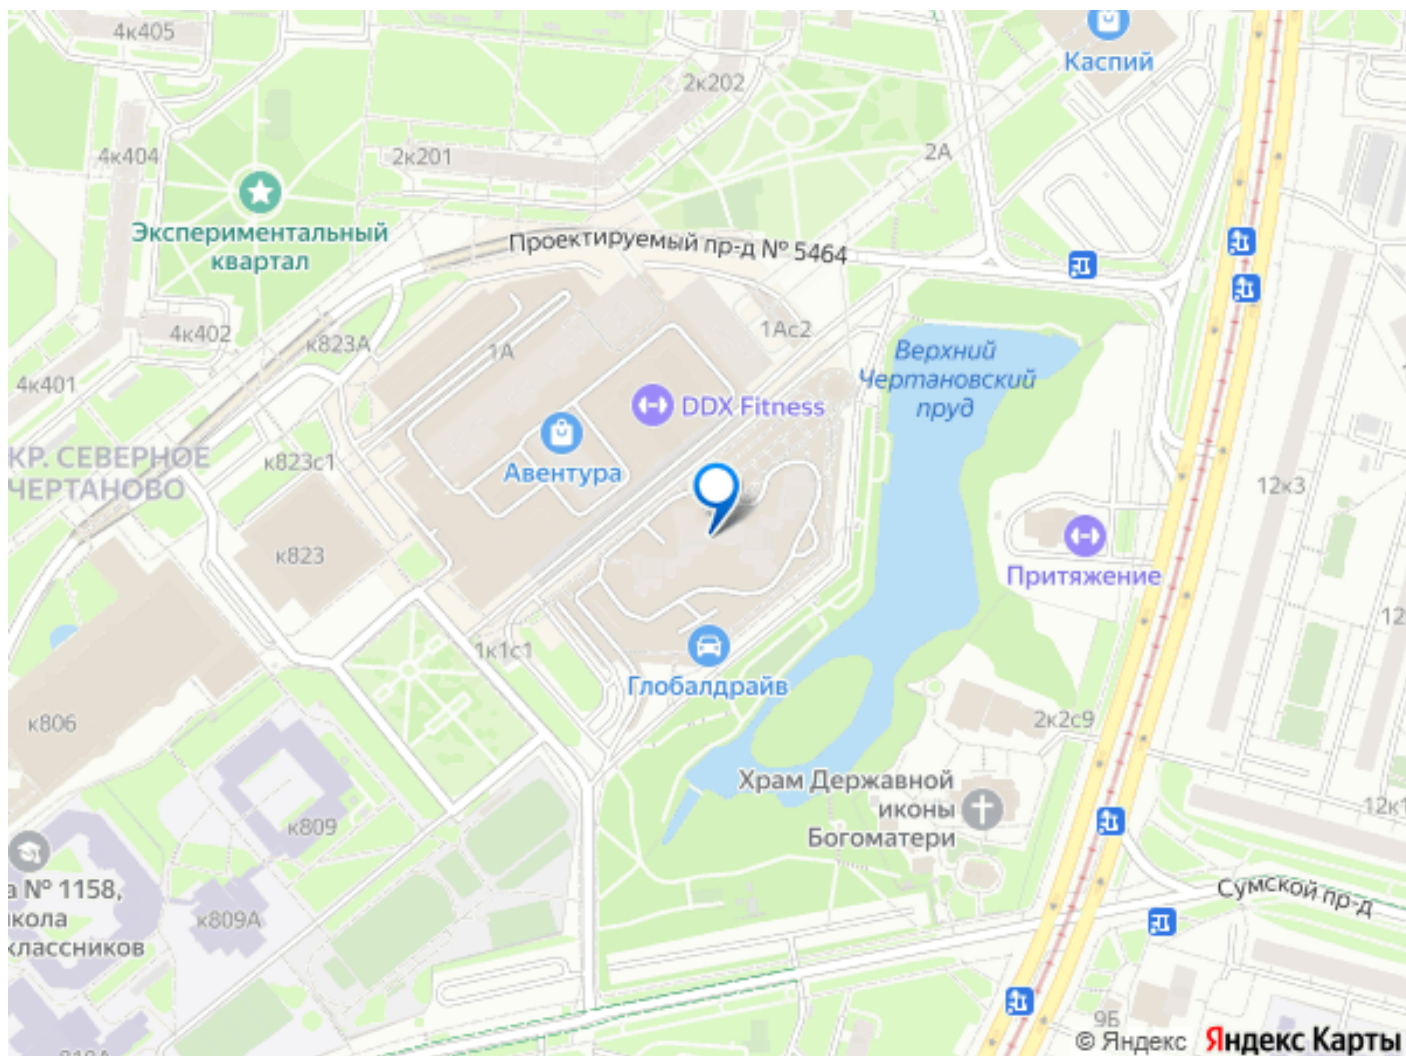 4к405
Каспий
2к202
4к404
2к201
2А
Экспериментальный
квартал
Проектируемый пр-д № 5464
4к402
к823А
1А
1Ас2
Верхний
Чертановский
пруд
4к401
DDX Fitness
Авентура
КР. СЕВЕРНОЕ
ЧЕРТАНОВО
к823с1
12к3
к823
Притяжение
12
1к1с1
Глобалдрайв
к806
2к2с9
Храм Державной
иконы
Богоматери
12к1
к809
а № 1158,
кола
классников
к809А
Сумской пр-д
9Б
© Яндекс Яндекс Карты